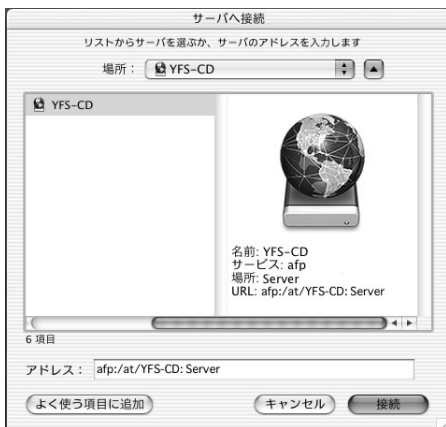 サーバへ接続
リストからサーバを選ぶか、サーバのアドレスを入力します
場所： YFS-CD
YFS-CD
名前: YFS-CD
サービス: afp
場所: Server
URL: afp:/at/YFS-CD: Server
6 項目
アドレス： afp:/at/YFS-CD: Server
よく使う項目に追加 キャンセル 接続